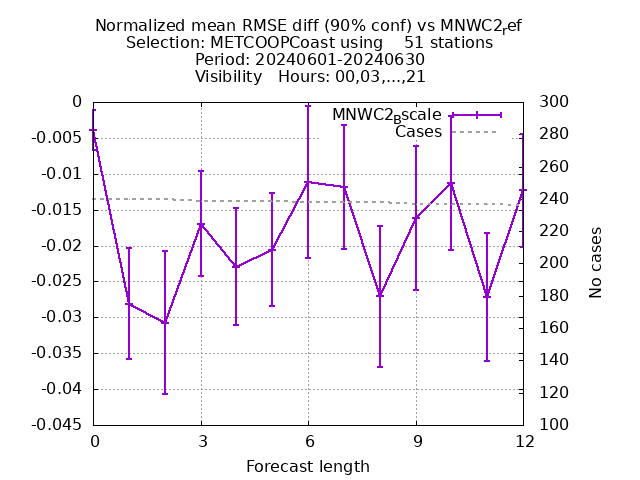 Normalized mean RMSE diff (90% conf) vs MNWC2ref
Selection: METCOOPCoast using    51 stations
Period: 20240601-20240630
Visibility   Hours: 00,03,...,21
MNWC2Bscale
Cases
0
-0.005
-0.01
-0.015
-0.02
-0.025
-0.03
-0.035
-0.04
-0.045
300
280
260
240
220
200
180
160
140
120
100
No cases
0 3 6 9 12
Forecast length